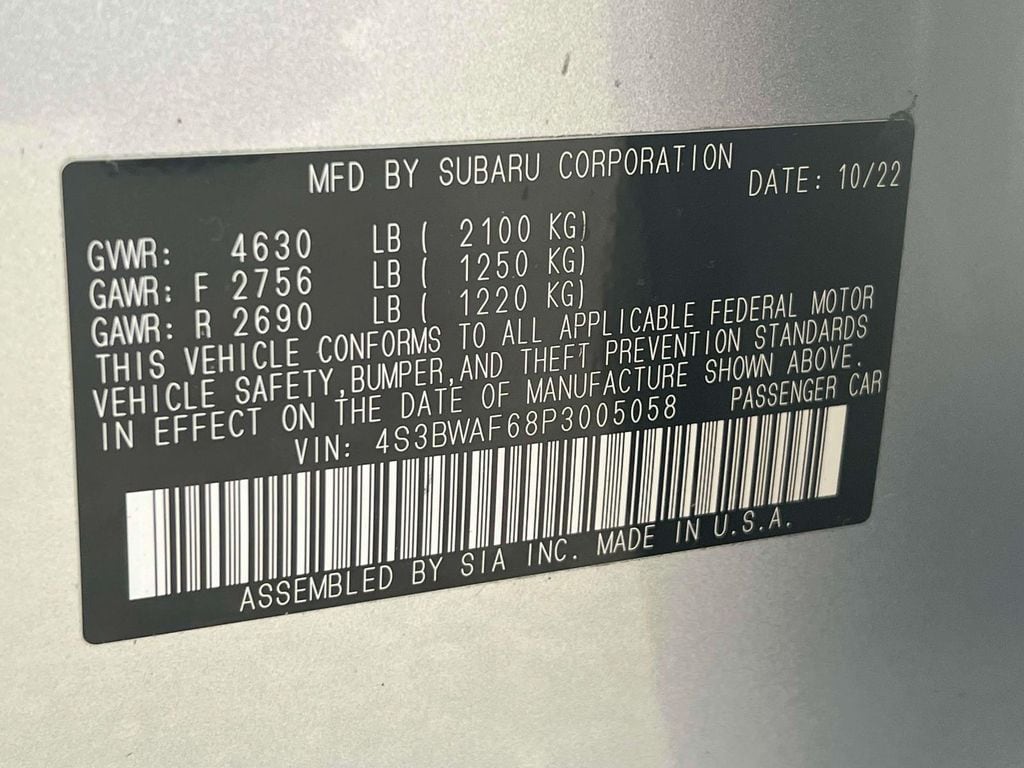 MFD BY SUBARU CORPORATION DATE: 10/22
GVWR: 4630 LB ( 2100 KG)
GAWR: F 2756 LB ( 1250 KG)
GAWR: R 2690 LB ( 1220 KG)
THIS VEHICLE CONFORMS TO ALL APPLICABLE FEDERAL MOTOR
VEHICLE SAFETY,BUMPER,AND THEFT PREVENTION STANDARDS
IN EFFECT ON THE DATE OF MANUFACTURE SHOWN ABOVE.
VIN: 4S3BWAF68P3005058 PASSENGER CAR
ASSEMBLED BY SIA INC. MADE IN U.S.A.